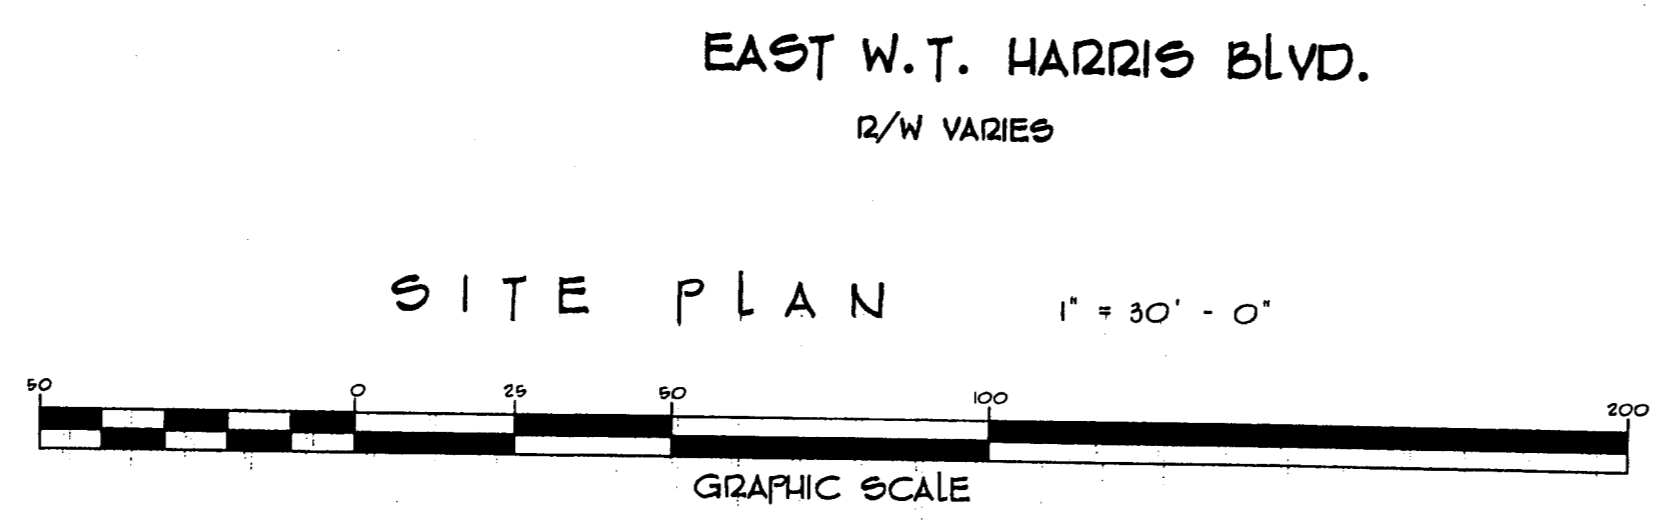 EAST W.T. HARRIS BLVD.
R/W VARIES
SITE PLAN 1" = 30' - 0"
50 0 25 50 100 200
GRAPHIC SCALE